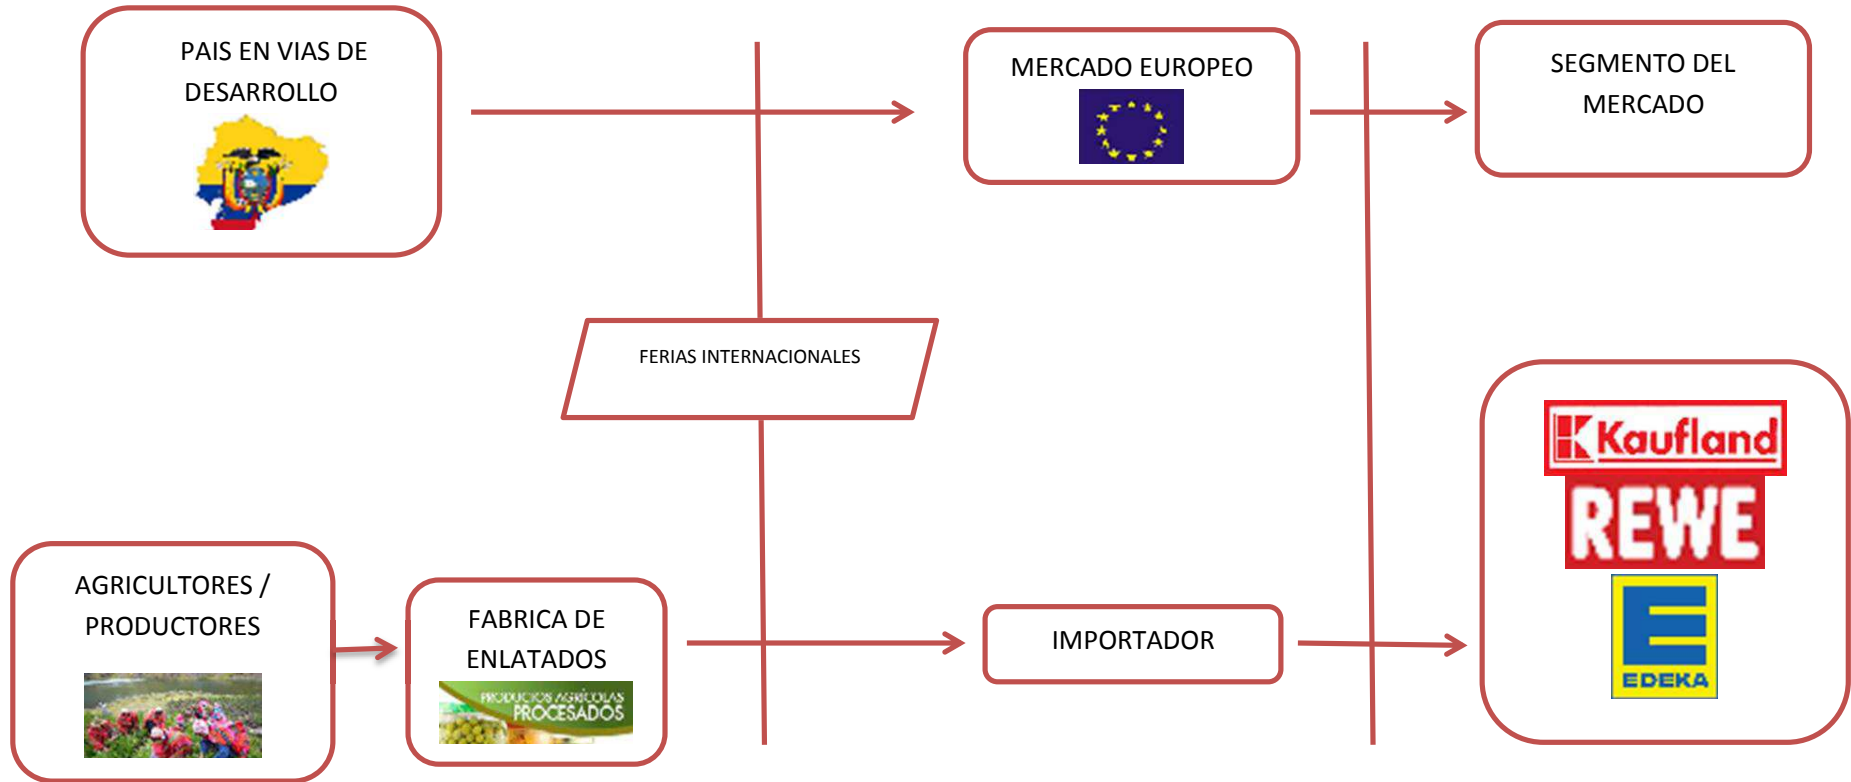 PAIS EN VIAS DE
DESARROLLO
MERCADO EUROPEO
SEGMENTO DEL
MERCADO
FERIAS INTERNACIONALES
Kaufland
REWE
EDEKA
AGRICULTORES /
PRODUCTORES
FABRICA DE
ENLATADOS
PRODUCTOS AGRÍCOLAS
PROCESADOS
IMPORTADOR